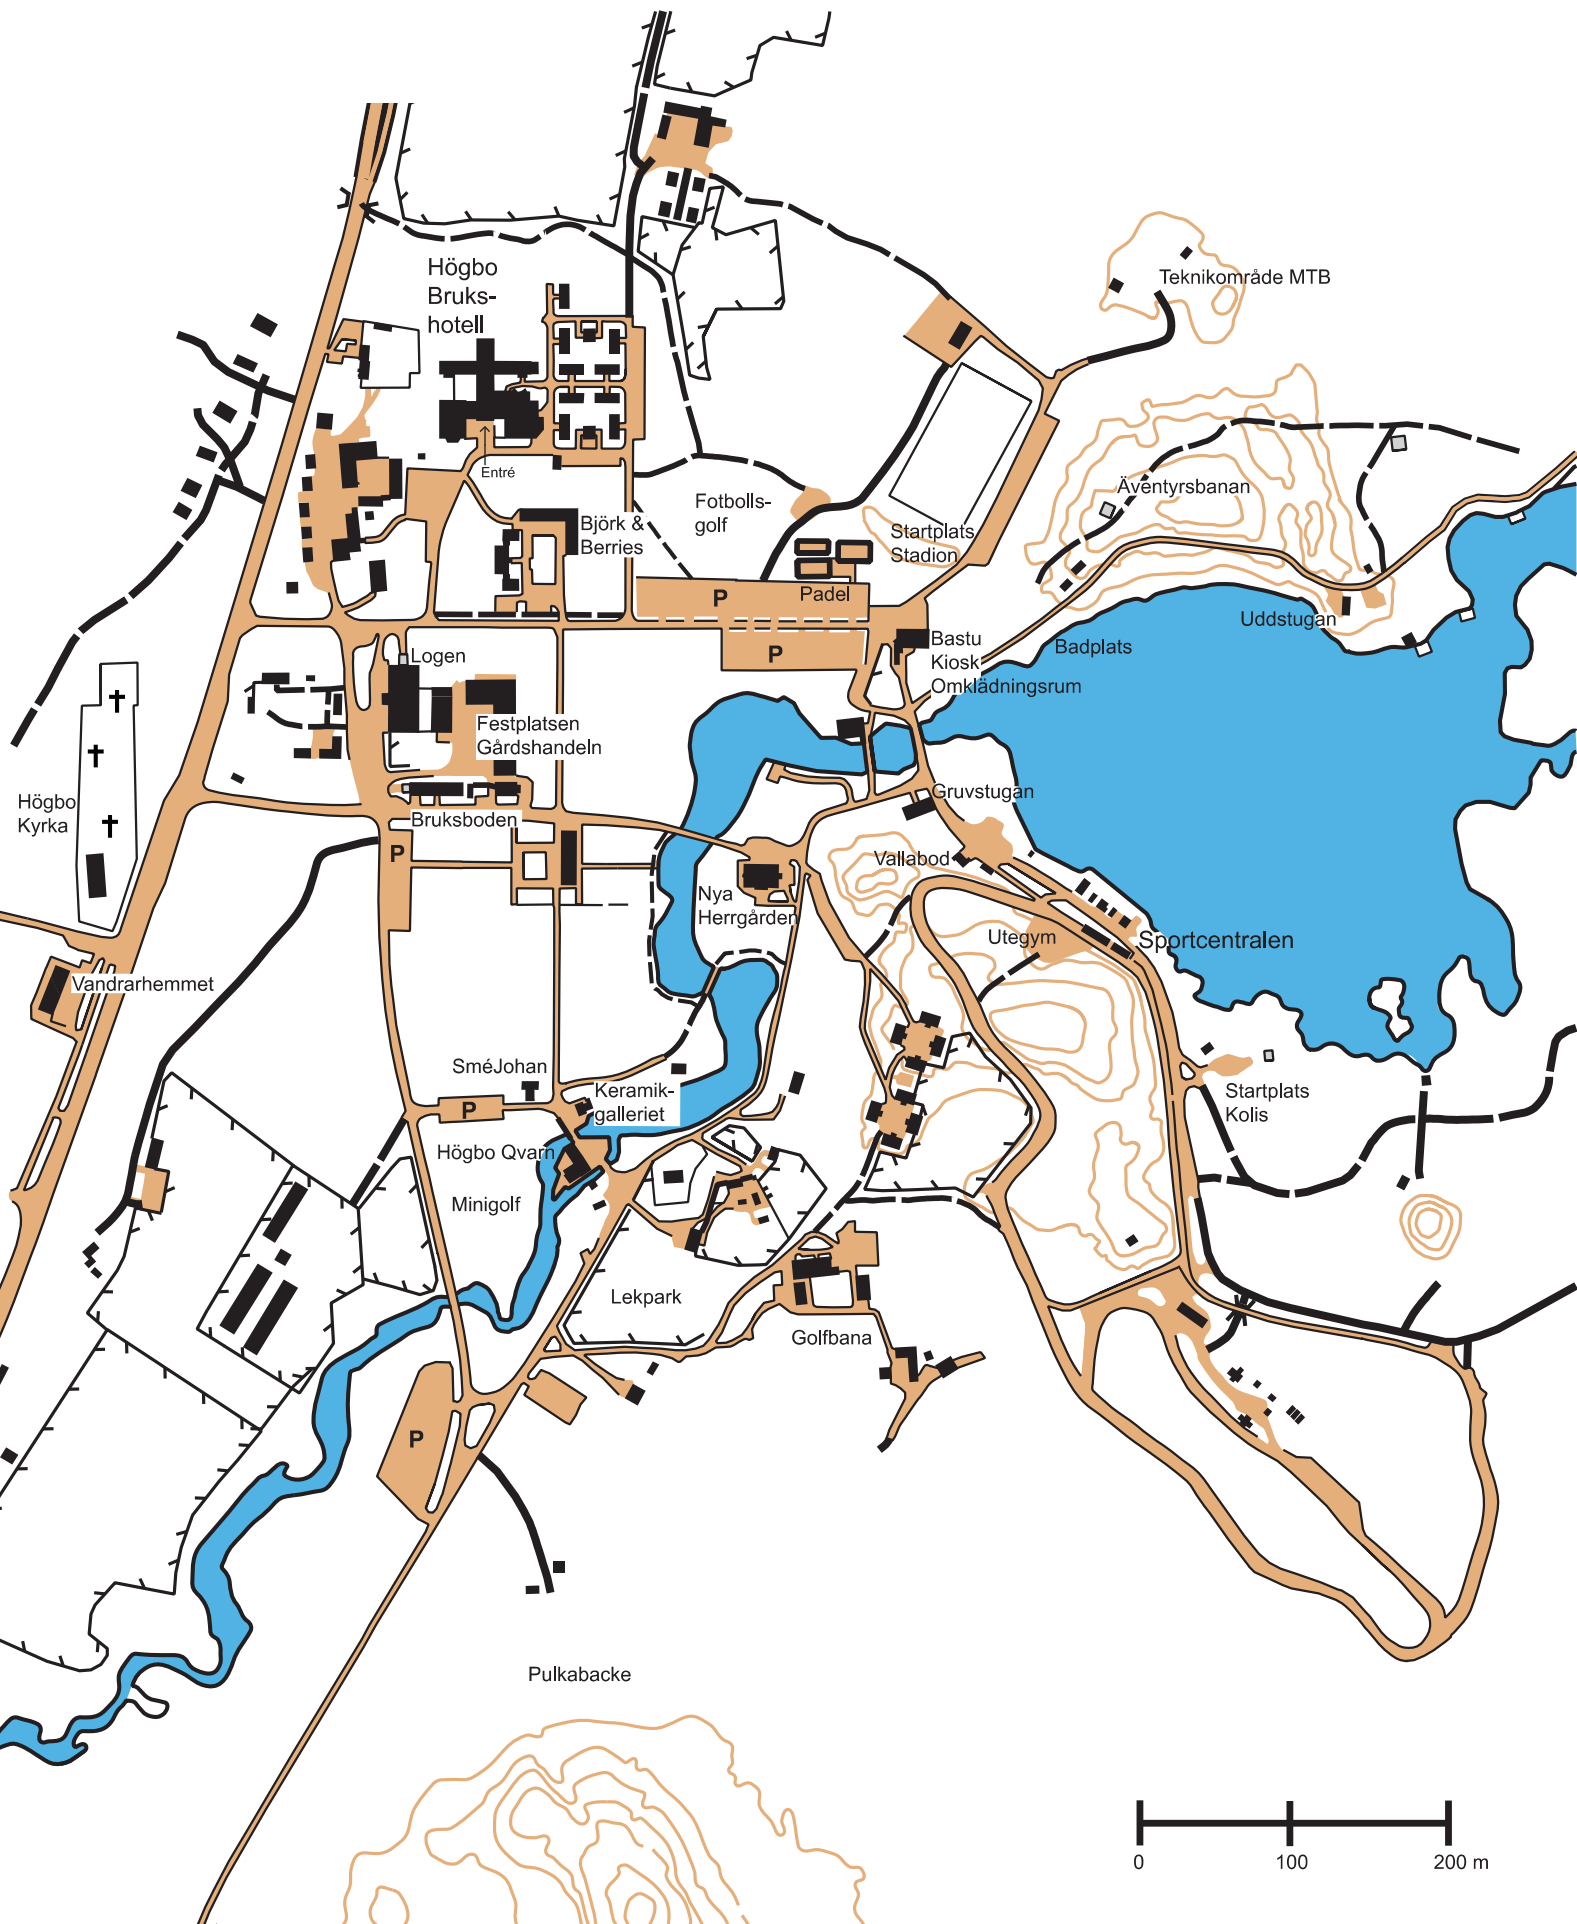 Högbo
Bruks-
hotell
Teknikområde MTB
Entré
Äventyrsbanan
Fotbolls-
golf
Björk &
Berries
Startplats
Stadion
Padel
P
Uddstugan
P
Bastu
Kiosk
Omklädningsrum
Badplats
Logen
Festplatsen
Gårdshandeln
Högbo
Kyrka
Gruvstugan
Bruksboden
P
Vallabod
Nya
Herrgården
Utegym
Sportcentralen
Vandrarhemmet
SméJohan
Keramik-
galleriet
P
Startplats
Kolis
Högbo Qvarn
Minigolf
Lekpark
Golfbana
P
Pulkabacke
0
100
200 m